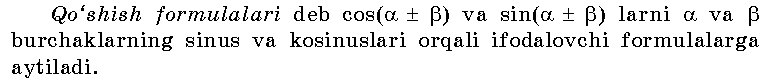 Qo‘shish formulalari deb cos(α ± β) va sin(α ± β) larni α va β
burchaklarning sinus va kosinuslari orqali ifodalovchi formulalarga
aytiladi.